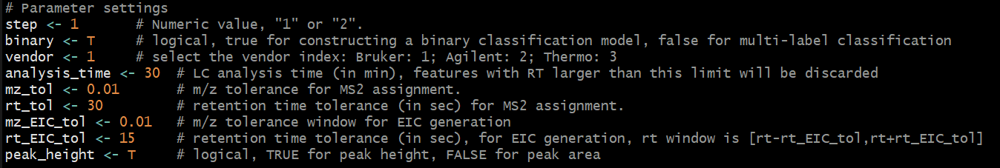 # Parameter settings
step <- 1        # Numeric value, "1" or "2".
binary <- T      # logical, true for constructing a binary classification model, false for multi-label classification
vendor <- 1      # select the vendor index: Bruker: 1; Agilent: 2; Thermo: 3
analysis_time <- 30  # LC analysis time (in min), features with RT larger than this limit will be discarded
mz_tol <- 0.01       # m/z tolerance for MS2 assignment.
rt_tol <- 30         # retention time tolerance (in sec) for MS2 assignment.
mz_EIC_tol <- 0.01   # m/z tolerance window for EIC generation
rt_EIC_tol <- 15     # retention time tolerance (in sec), for EIC generation, rt window is [rt-rt_EIC_tol,rt+rt_EIC_tol]
peak_height <- T     # logical, TRUE for peak height, FALSE for peak area